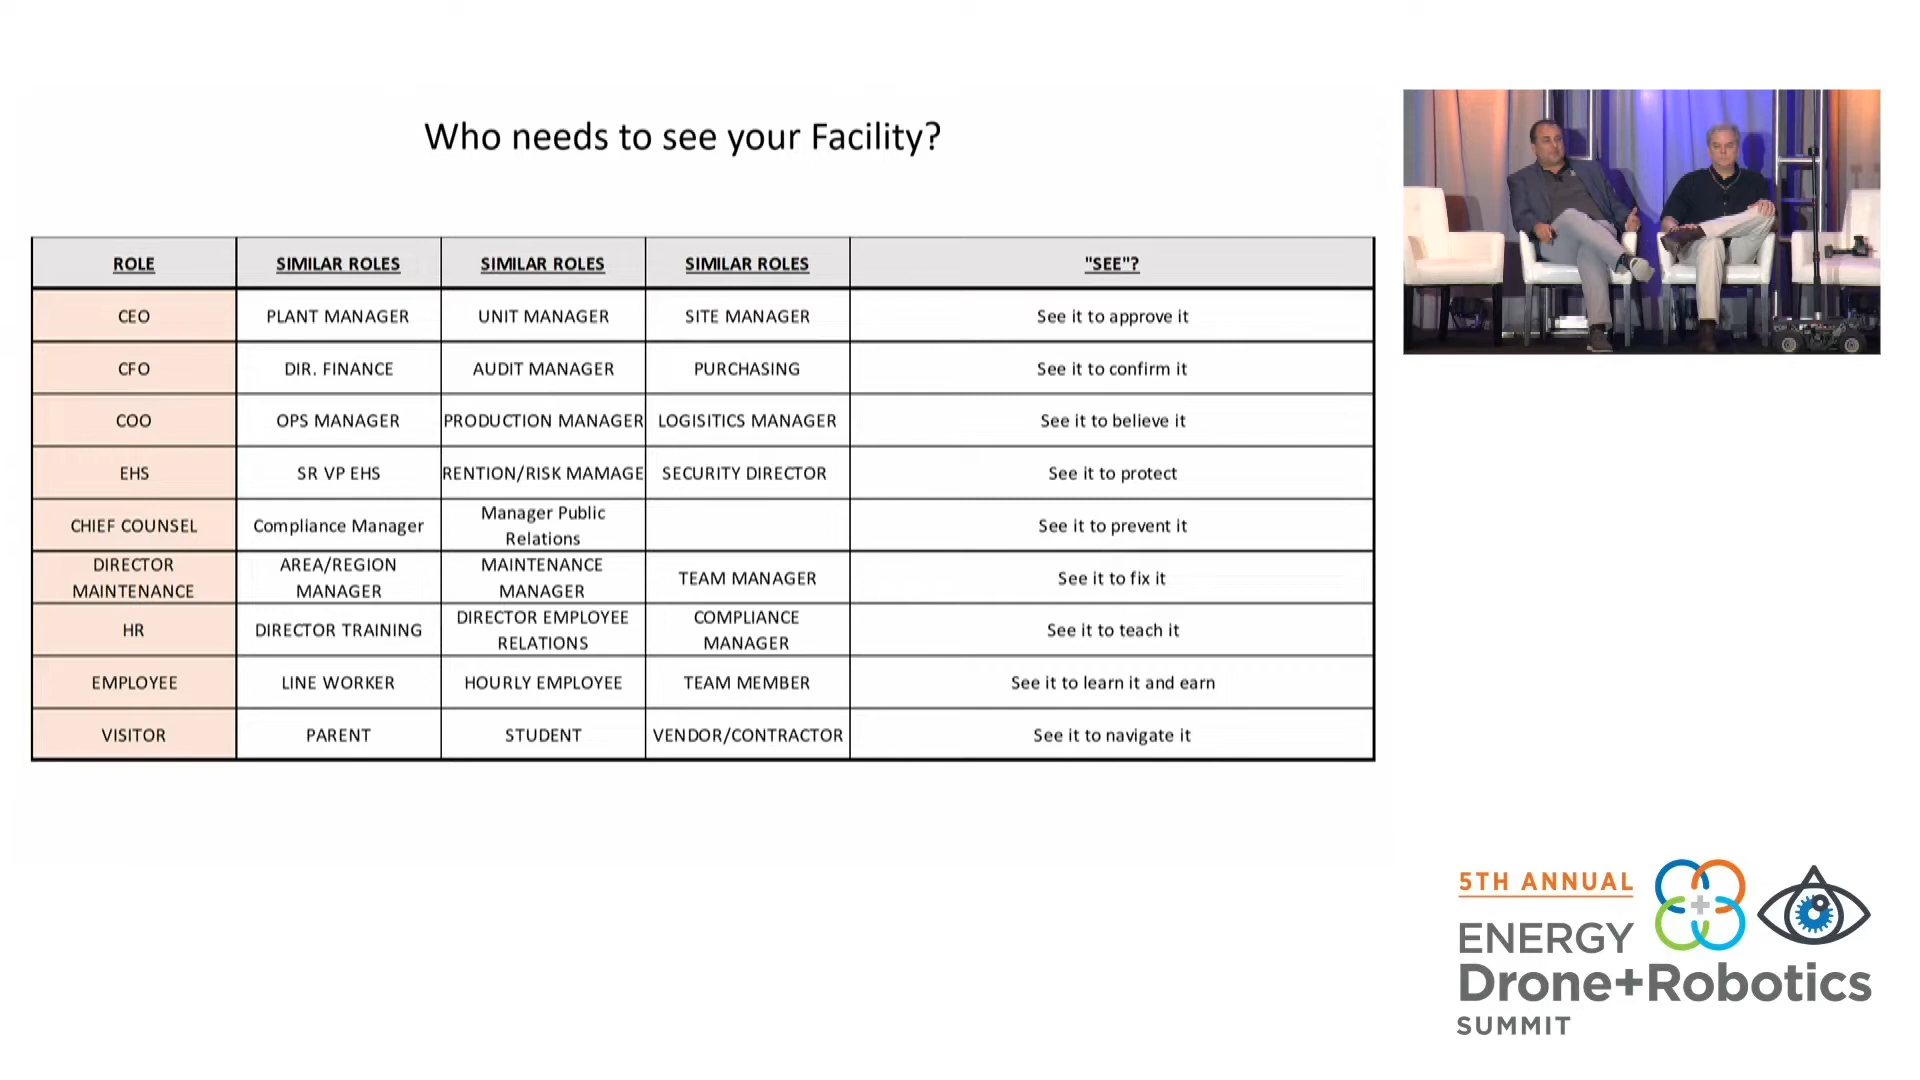 Who needs to see your Facility?
ROLE SIMILAR ROLES SIMILAR ROLES SIMILAR ROLES "SEE"?
CEO PLANT MANAGER UNIT MANAGER SITE MANAGER See it to approve it
CFO DIR. FINANCE AUDIT MANAGER PURCHASING See it to confirm it
COO OPS MANAGER PRODUCTION MANAGER LOGISITICS MANAGER See it to believe it
EHS SR VP EHS RENTION/RISK MAMAGE SECURITY DIRECTOR See it to protect
CHIEF COUNSEL Compliance Manager Manager Public Relations See it to prevent it
DIRECTOR MAINTENANCE AREA/REGION MANAGER MAINTENANCE MANAGER TEAM MANAGER See it to fix it
HR DIRECTOR TRAINING DIRECTOR EMPLOYEE RELATIONS COMPLIANCE MANAGER See it to teach it
EMPLOYEE LINE WORKER HOURLY EMPLOYEE TEAM MEMBER See it to learn it and earn
VISITOR PARENT STUDENT VENDOR/CONTRACTOR See it to navigate it
5TH ANNUAL
ENERGY
Drone+Robotics
SUMMIT